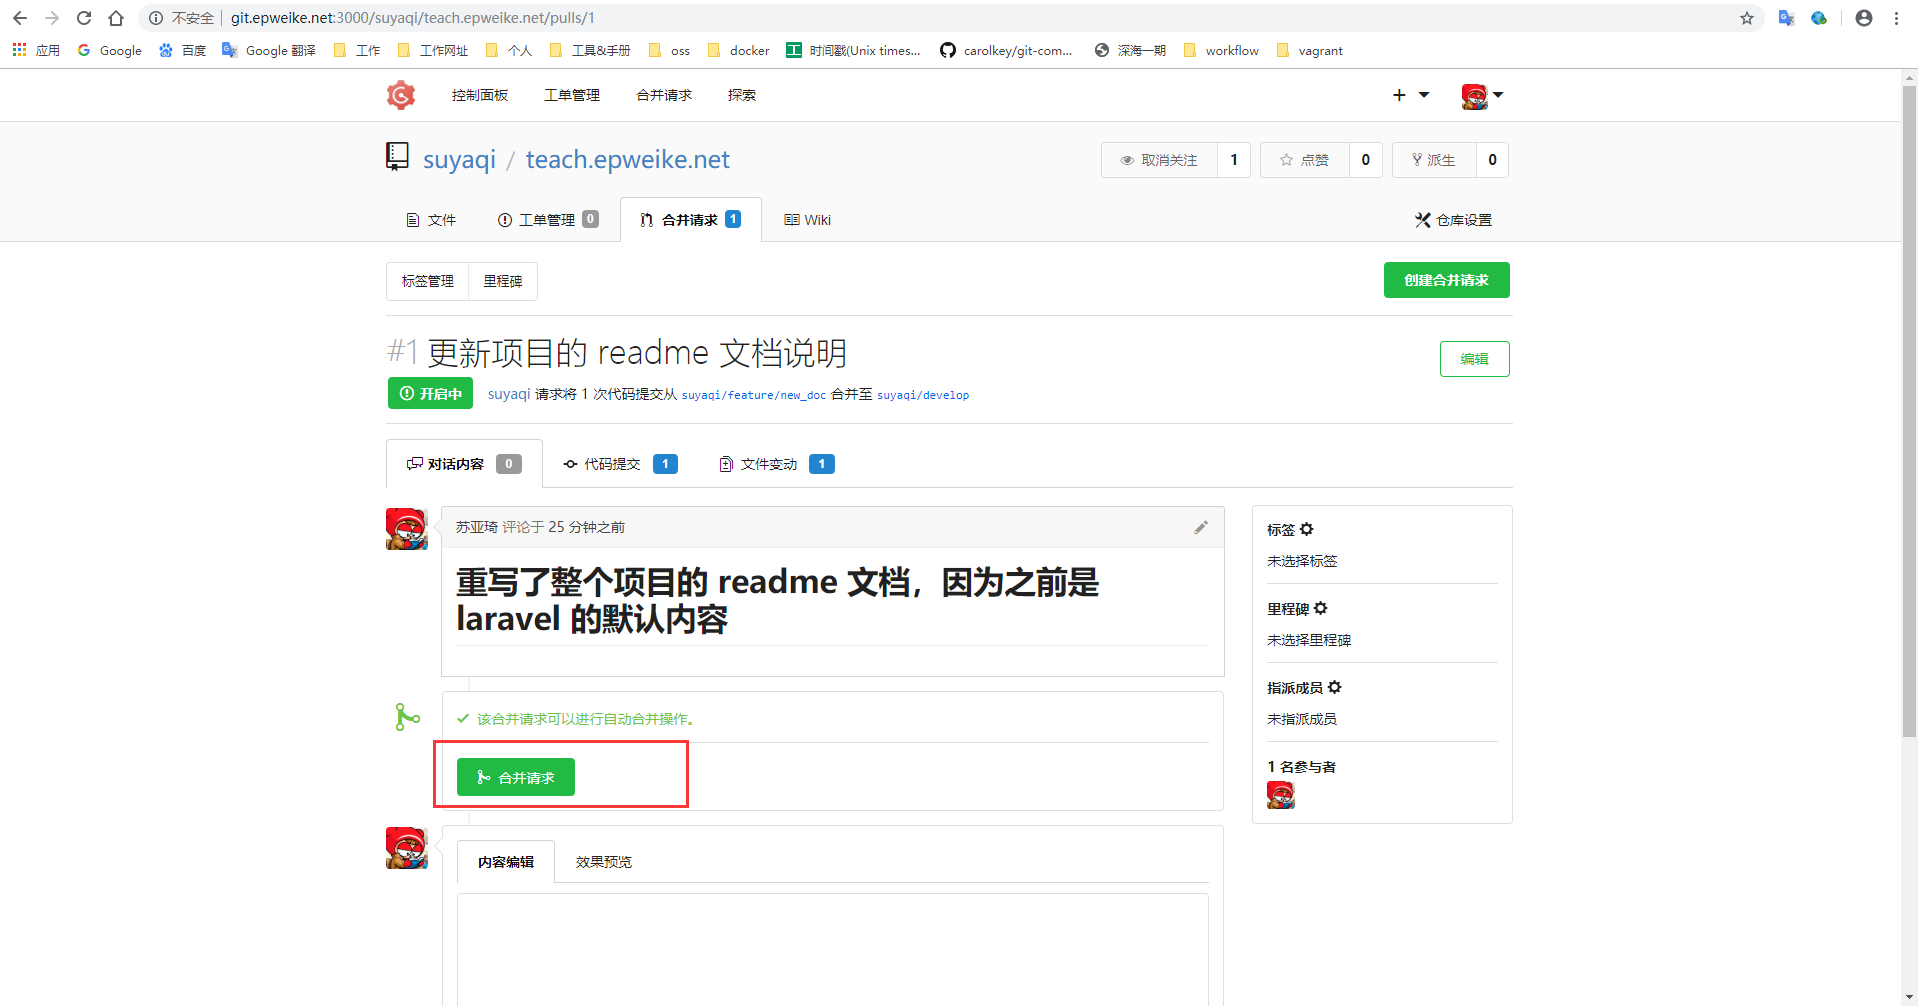 不安全 | git.epweike.net:3000/suyaqi/teach.epweike.net/pulls/1
应用 Google 百度 Google 翻译 工作 工作网址 个人 工具&手册 oss docker 时间戳(Unix times... carolkey/git-com... 深海一期 workflow vagrant
控制面板 工单管理 合并请求 探索
suyaqi / teach.epweike.net
取消关注 1 点赞 0 派生 0
文件 工单管理 0 合并请求 1 Wiki 仓库设置
标签管理 里程碑 创建合并请求
#1 更新项目的 readme 文档说明
编辑
开启中 suyaqi 请求将 1 次代码提交从 suyaqi/feature/new_doc 合并至 suyaqi/develop
对话内容 0 代码提交 1 文件变动 1
苏亚琦 评论于 25 分钟之前
重写了整个项目的 readme 文档，因为之前是
laravel 的默认内容
该合并请求可以进行自动合并操作。
合并请求
内容编辑 效果预览
标签
未选择标签
里程碑
未选择里程碑
指派成员
未指派成员
1 名参与者